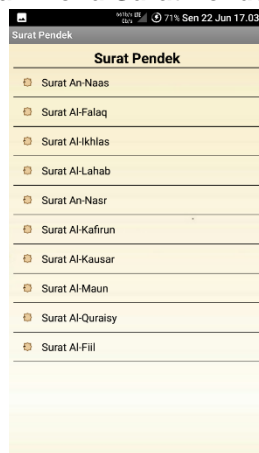 71% Sen 22 Jun 17.03
Surat Pendek
Surat Pendek
Surat An-Naas
Surat Al-Falaq
Surat Al-Ikhlas
Surat Al-Lahab
Surat An-Nasr
Surat Al-Kafirun
Surat Al-Kausar
Surat Al-Maun
Surat Al-Quraisy
Surat Al-Fiil